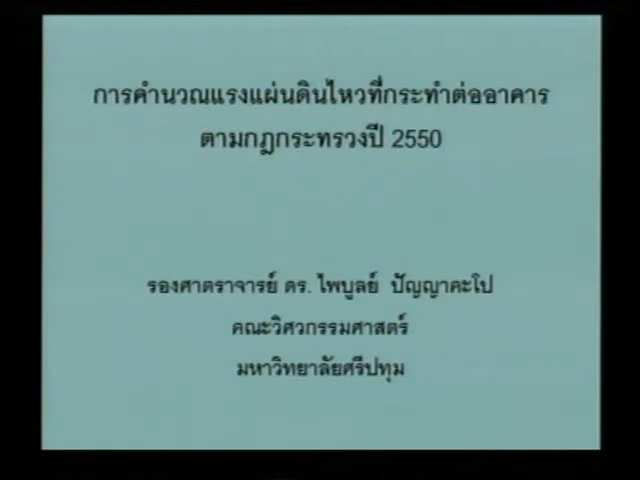 การคำนวณแรงแผ่นดินไหวที่กระทำต่ออาคาร
ตามกฎกระทรวงปี 2550
รองศาตราจารย์ ดร. ไพบูลย์ ปัญญาคะโป
คณะวิศวกรรมศาสตร์
มหาวิทยาลัยศรีปทุม